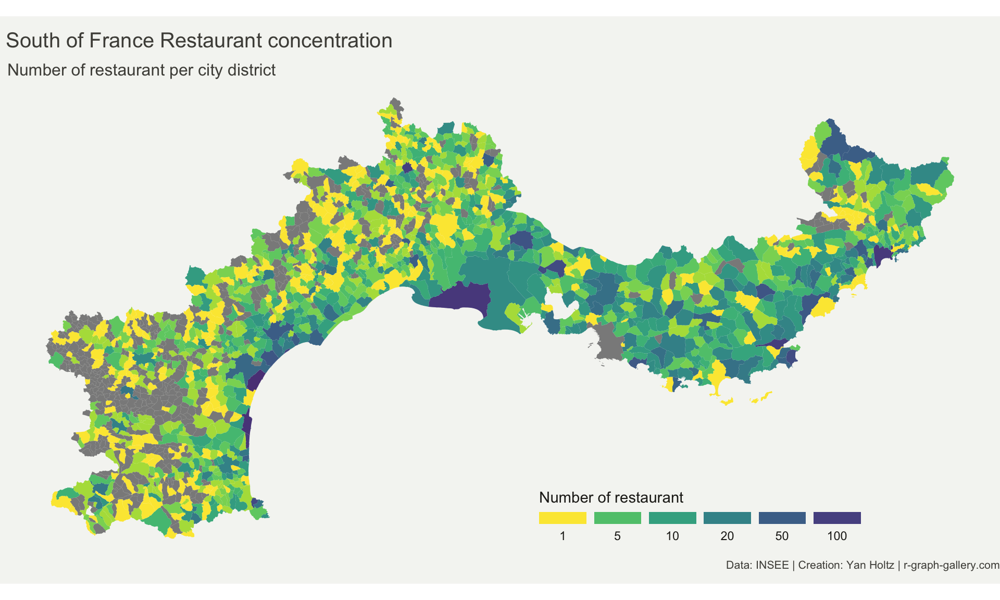 South of France Restaurant concentration
Number of restaurant per city district
Number of restaurant
1 5 10 20 50 100
Data: INSEE | Creation: Yan Holtz | r-graph-gallery.com